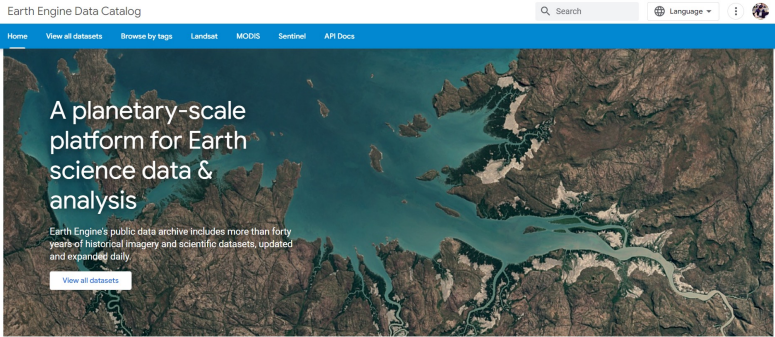 Earth Engine Data Catalog
Search
Language
Home View all datasets Browse by tags Landsat MODIS Sentinel API Docs
A planetary-scale
platform for Earth
science data &
analysis
Earth Engine's public data archive includes more than forty
years of historical imagery and scientific datasets, updated
and expanded daily.
View all datasets